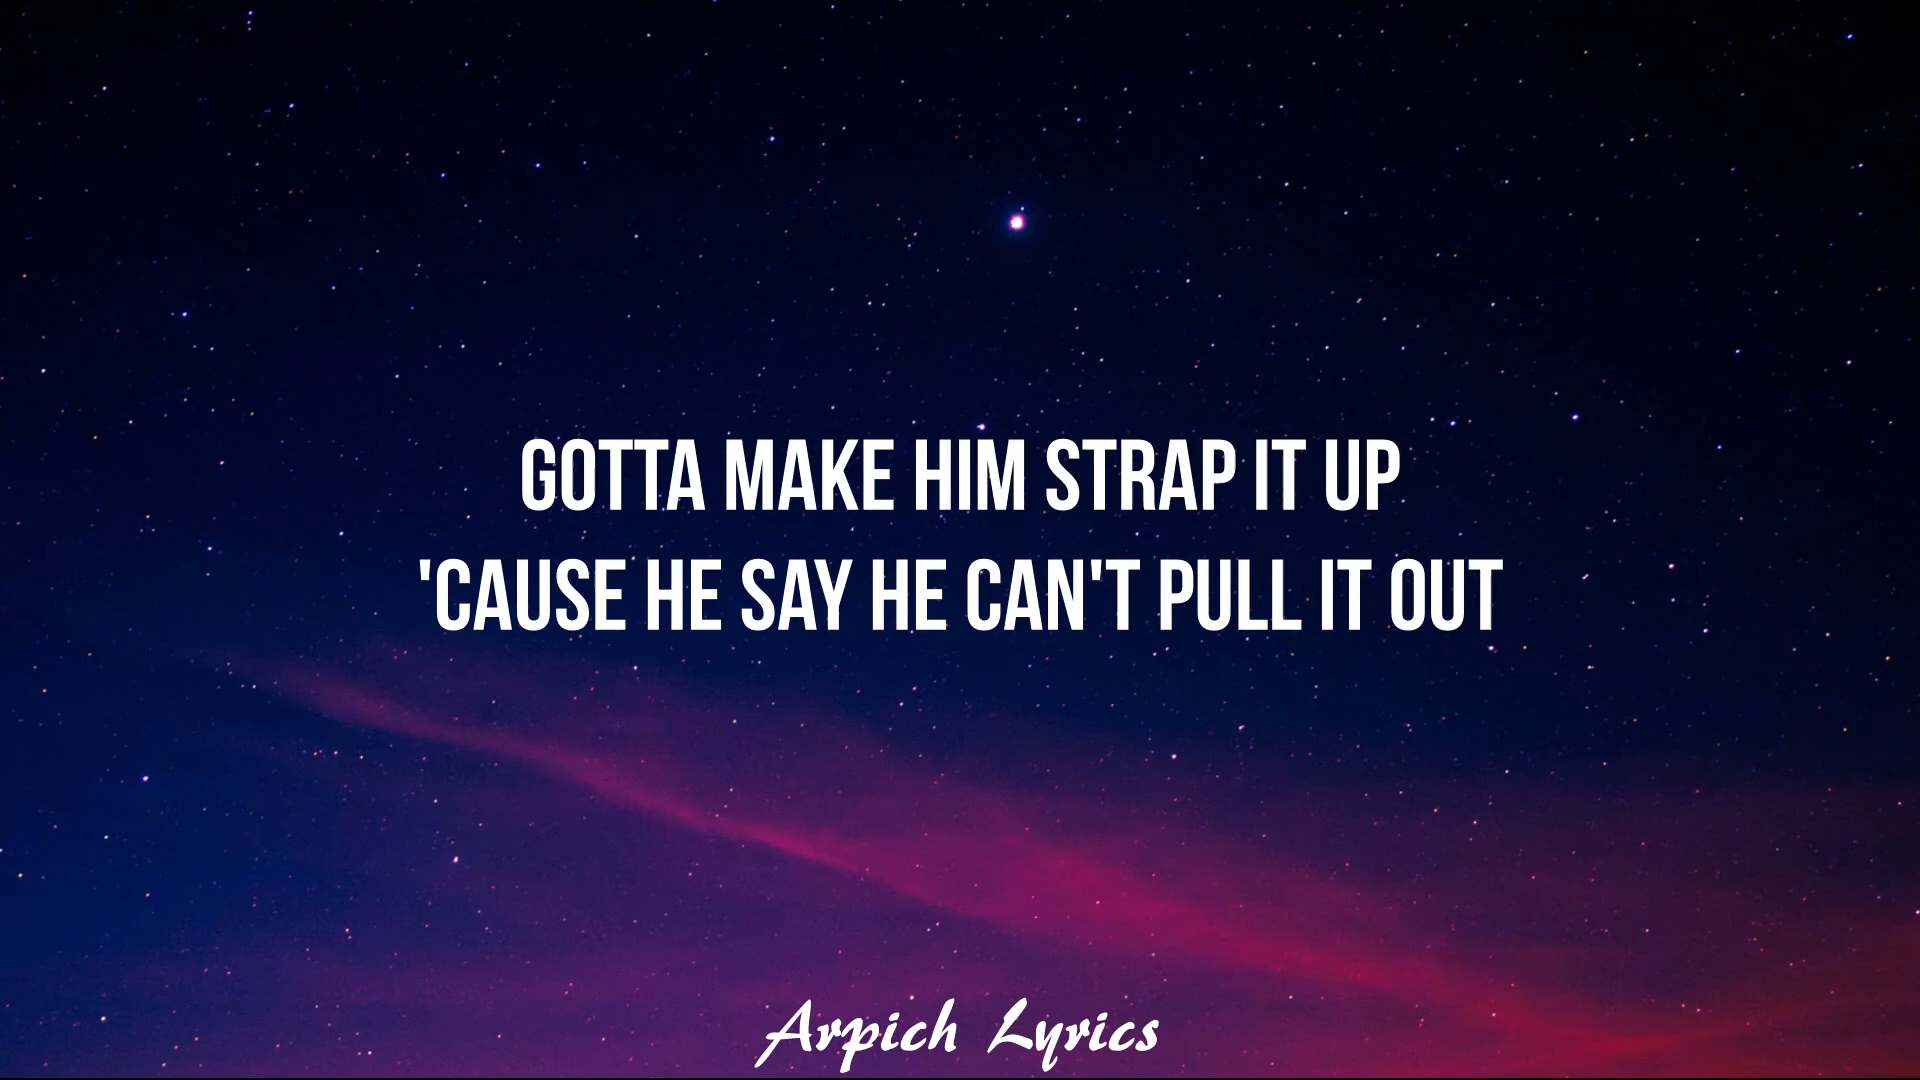 GOTTA MAKE HIM STRAP IT UP
'CAUSE HE SAY HE CAN'T PULL IT OUT
Arpich Lyrics